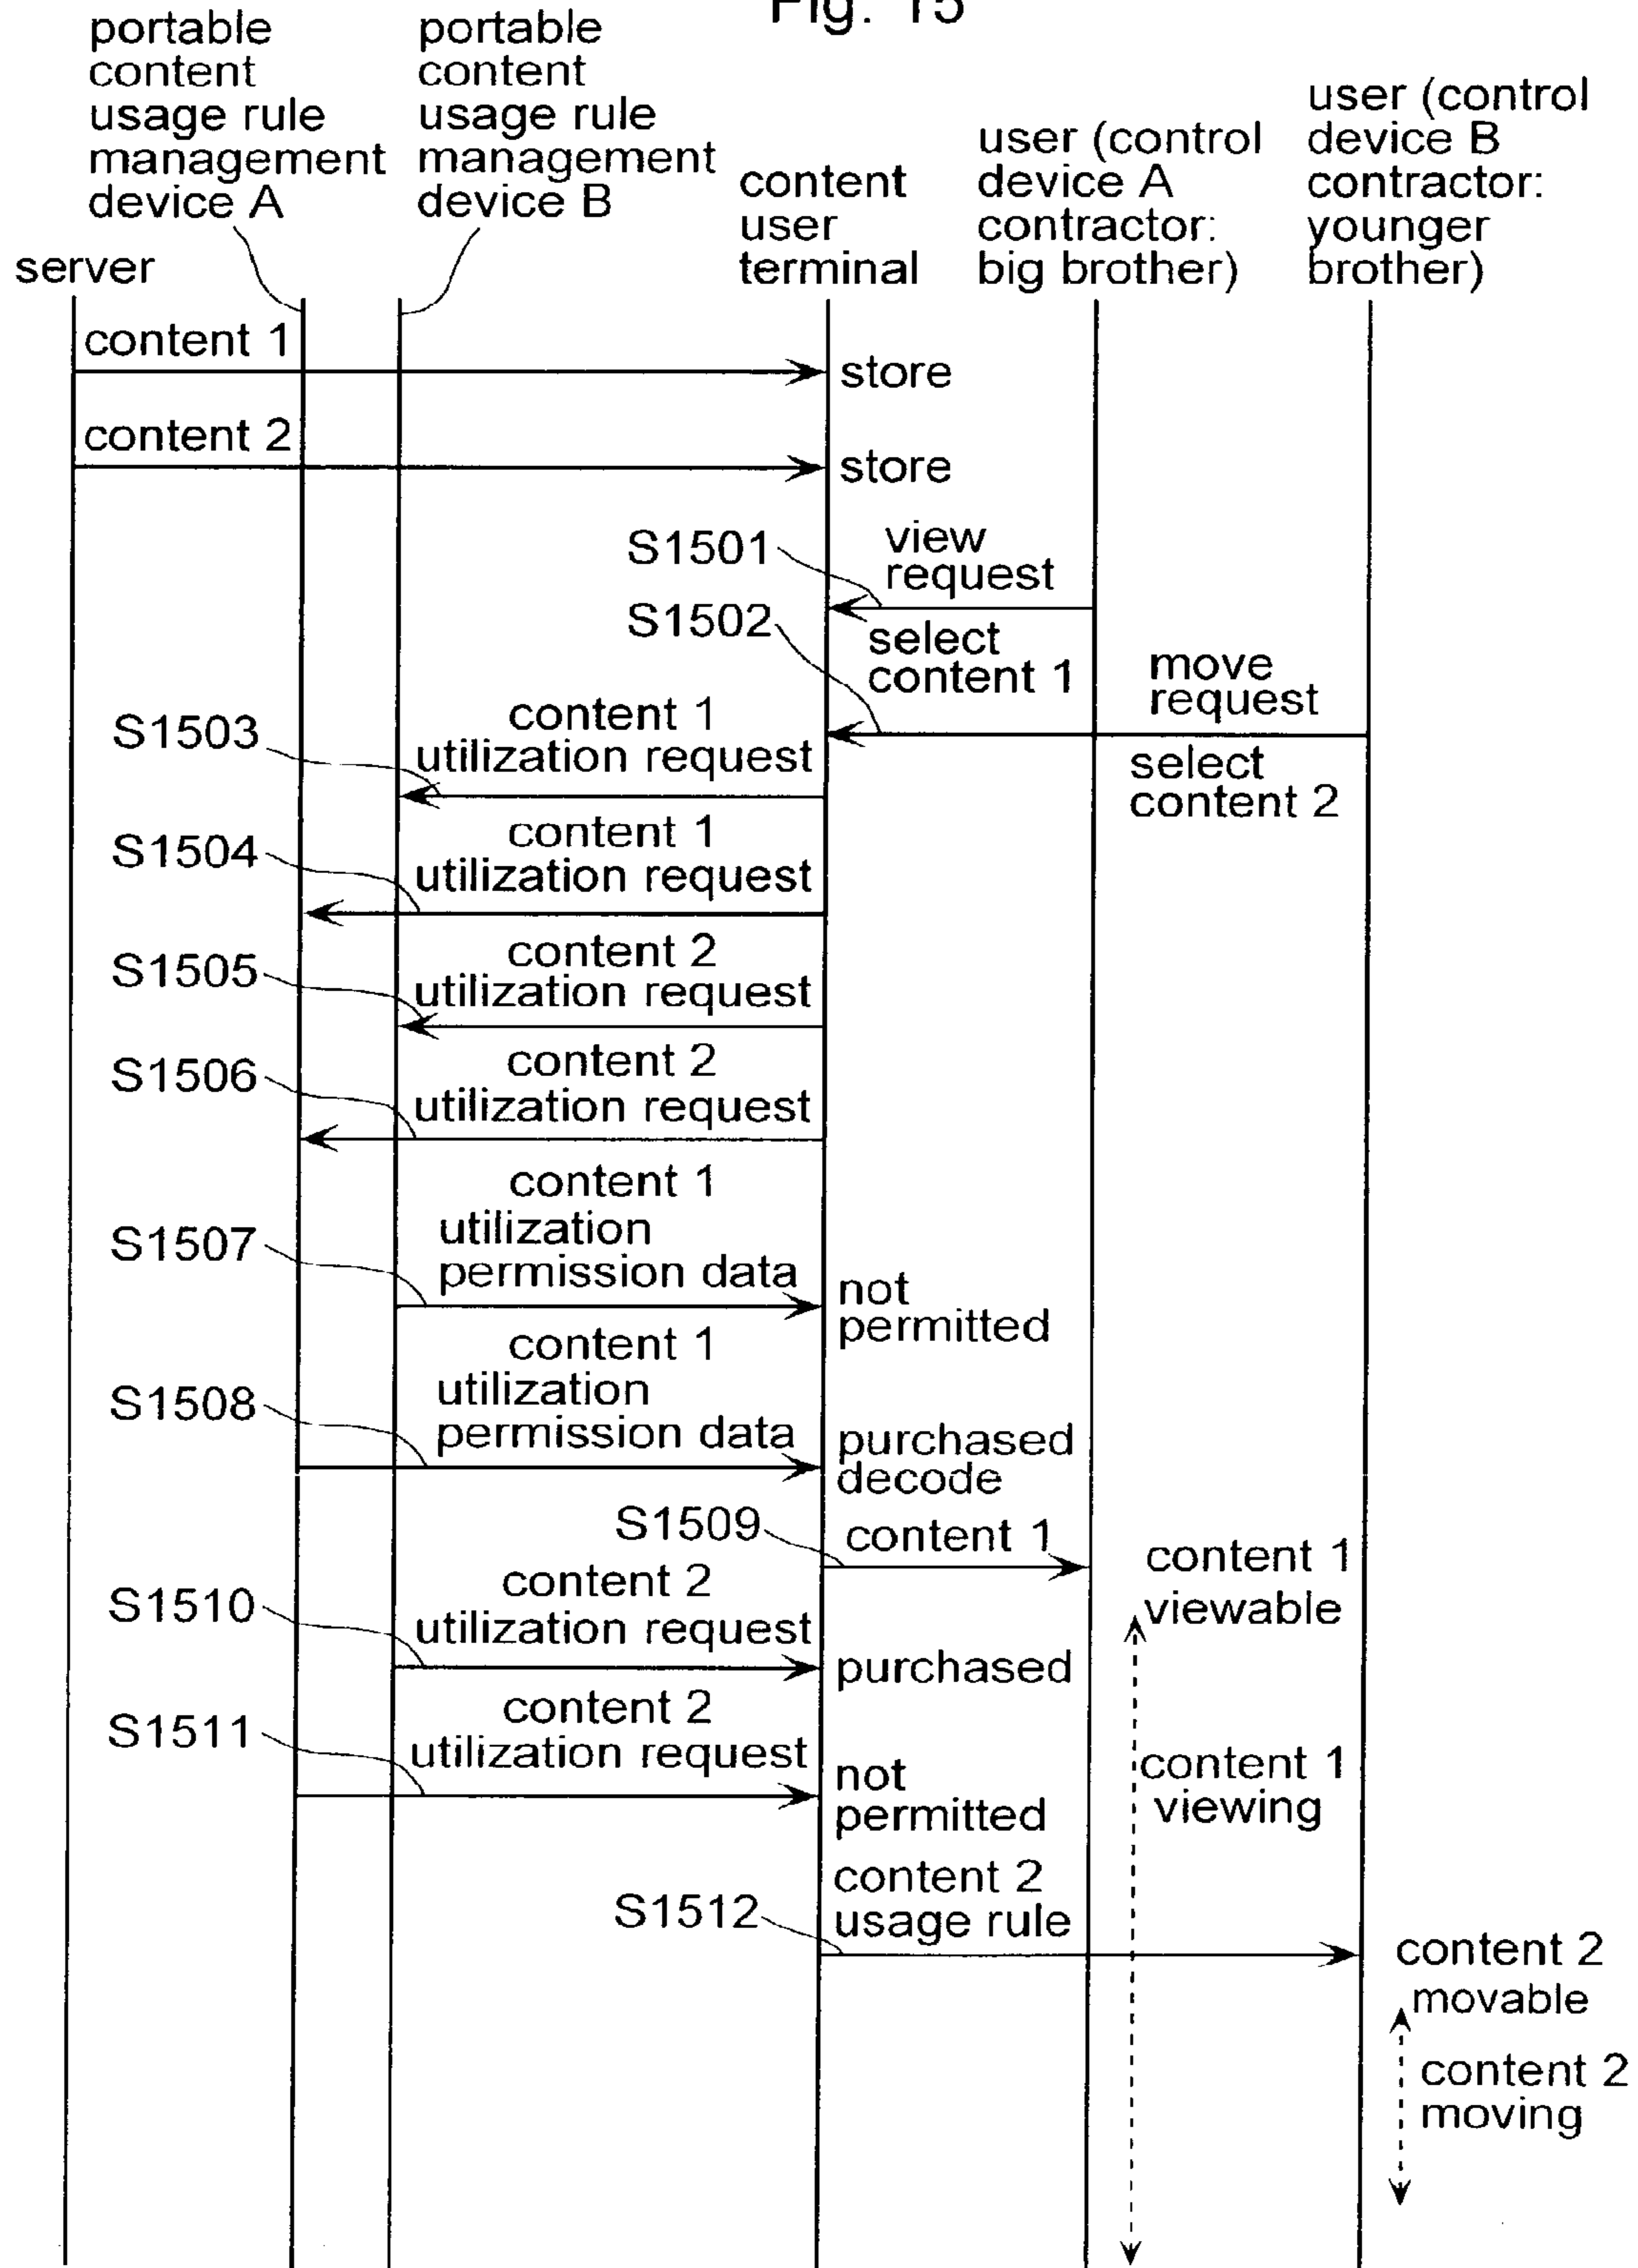 Fig. 15
portable
content
usage rule
management
device A
portable
content
usage rule
management
device B
server
content
user
terminal
user (control
device A
contractor:
big brother)
user (control
device B
contractor:
younger
brother)
content 1
store
content 2
store
S1501
view
request
S1502
select
content 1
move
request
select
content 2
S1503
content 1
utilization request
S1504
content 1
utilization request
S1505
content 2
utilization request
S1506
content 2
utilization request
S1507
content 1
utilization
permission data
not
permitted
S1508
content 1
utilization
permission data
purchased
decode
S1509
content 1
content 1
viewable
S1510
content 2
utilization request
purchased
S1511
content 2
utilization request
not
permitted
content 1
viewing
S1512
content 2
usage rule
content 2
movable
content 2
moving